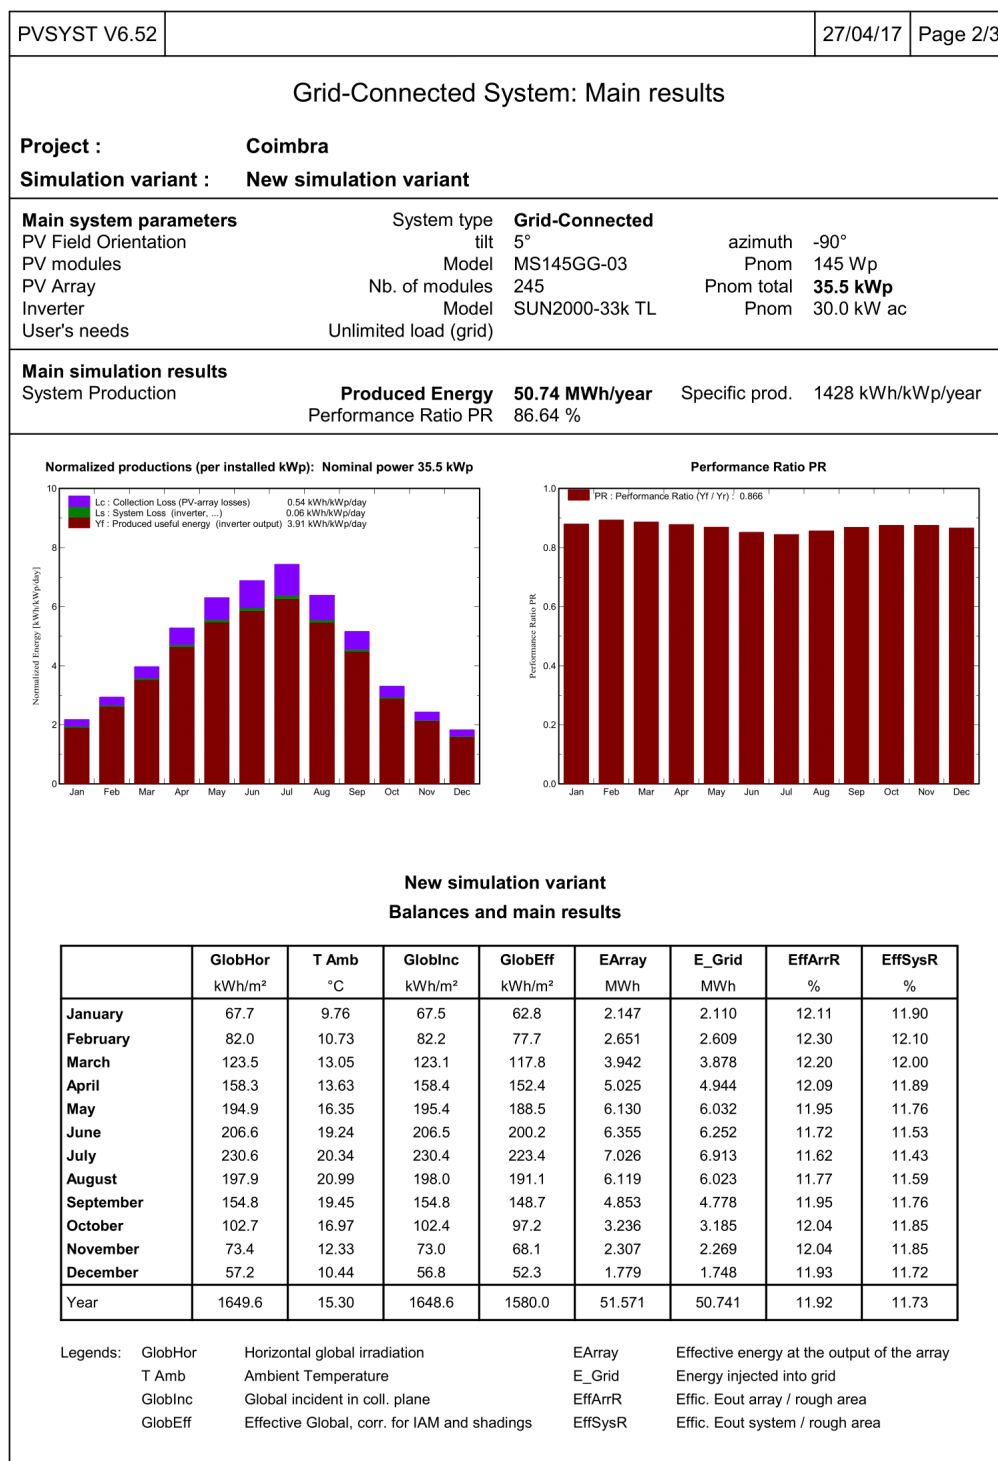 PVSYST V6.52 27/04/17 Page 2/3
Grid-Connected System: Main results
Project : Coimbra
Simulation variant : New simulation variant
Main system parameters System type Grid-Connected
PV Field Orientation tilt 5° azimuth -90°
PV modules Model MS145GG-03 Pnom 145 Wp
PV Array Nb. of modules 245 Pnom total 35.5 kWp
Inverter Model SUN2000-33k TL Pnom 30.0 kW ac
User's needs Unlimited load (grid)
Main simulation results
System Production Produced Energy 50.74 MWh/year Specific prod. 1428 kWh/kWp/year
Performance Ratio PR 86.64 %
Normalized productions (per installed kWp): Nominal power 35.5 kWp
Lc : Collection Loss (PV-array losses) 0.54 kWh/kWp/day
Ls : System Loss (inverter, ...) 0.06 kWh/kWp/day
Yf : Produced useful energy (inverter output) 3.91 kWh/kWp/day
Normalized Energy [kWh/kWp/day]
10
8
6
4
2
0
Jan Feb Mar Apr May Jun Jul Aug Sep Oct Nov Dec
Performance Ratio PR
PR : Performance Ratio (Yf / Yr) : 0.866
Performance Ratio PR
1.0
0.8
0.6
0.4
0.2
0.0
Jan Feb Mar Apr May Jun Jul Aug Sep Oct Nov Dec
New simulation variant
Balances and main results
GlobHor T Amb GlobInc GlobEff EArray E_Grid EffArrR EffSysR
kWh/m² °C kWh/m² kWh/m² MWh MWh % %
January 67.7 9.76 67.5 62.8 2.147 2.110 12.11 11.90
February 82.0 10.73 82.2 77.7 2.651 2.609 12.30 12.10
March 123.5 13.05 123.1 117.8 3.942 3.878 12.20 12.00
April 158.3 13.63 158.4 152.4 5.025 4.944 12.09 11.89
May 194.9 16.35 195.4 188.5 6.130 6.032 11.95 11.76
June 206.6 19.24 206.5 200.2 6.355 6.252 11.72 11.53
July 230.6 20.34 230.4 223.4 7.026 6.913 11.62 11.43
August 197.9 20.99 198.0 191.1 6.119 6.023 11.77 11.59
September 154.8 19.45 154.8 148.7 4.853 4.778 11.95 11.76
October 102.7 16.97 102.4 97.2 3.236 3.185 12.04 11.85
November 73.4 12.33 73.0 68.1 2.307 2.269 12.04 11.85
December 57.2 10.44 56.8 52.3 1.779 1.748 11.93 11.72
Year 1649.6 15.30 1648.6 1580.0 51.571 50.741 11.92 11.73
Legends: GlobHor Horizontal global irradiation EArray Effective energy at the output of the array
T Amb Ambient Temperature E_Grid Energy injected into grid
GlobInc Global incident in coll. plane EffArrR Effic. Eout array / rough area
GlobEff Effective Global, corr. for IAM and shadings EffSysR Effic. Eout system / rough area